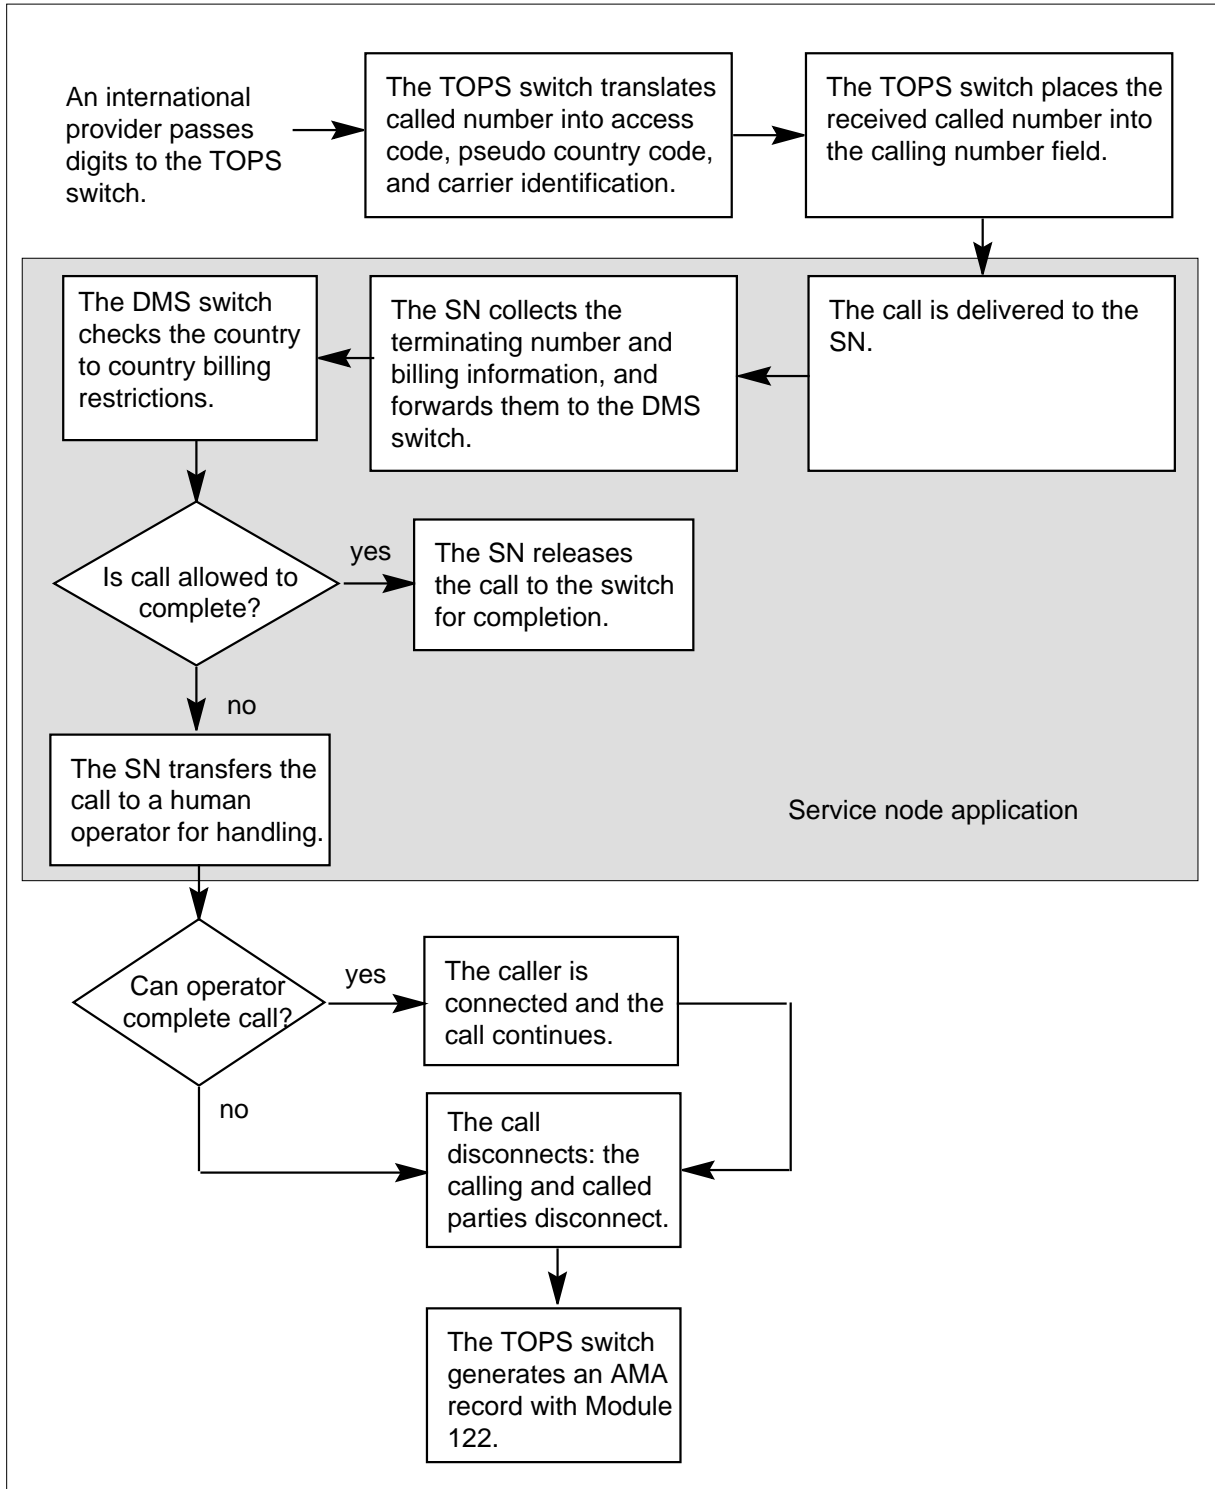 An international
provider passes
digits to the TOPS
switch.
The TOPS switch translates
called number into access
code, pseudo country code,
and carrier identification.
The TOPS switch places the
received called number into
the calling number field.
The DMS switch
checks the country
to country billing
restrictions.
The SN collects the
terminating number and
billing information, and
forwards them to the DMS
switch.
The call is delivered to the
SN.
Is call allowed to
complete?
yes
The SN releases
the call to the switch
for completion.
no
The SN transfers the
call to a human
operator for handling.
Service node application
Can operator
complete call?
yes
The caller is
connected and the
call continues.
no
The call
disconnects: the
calling and called
parties disconnect.
The TOPS switch
generates an AMA
record with Module
122.